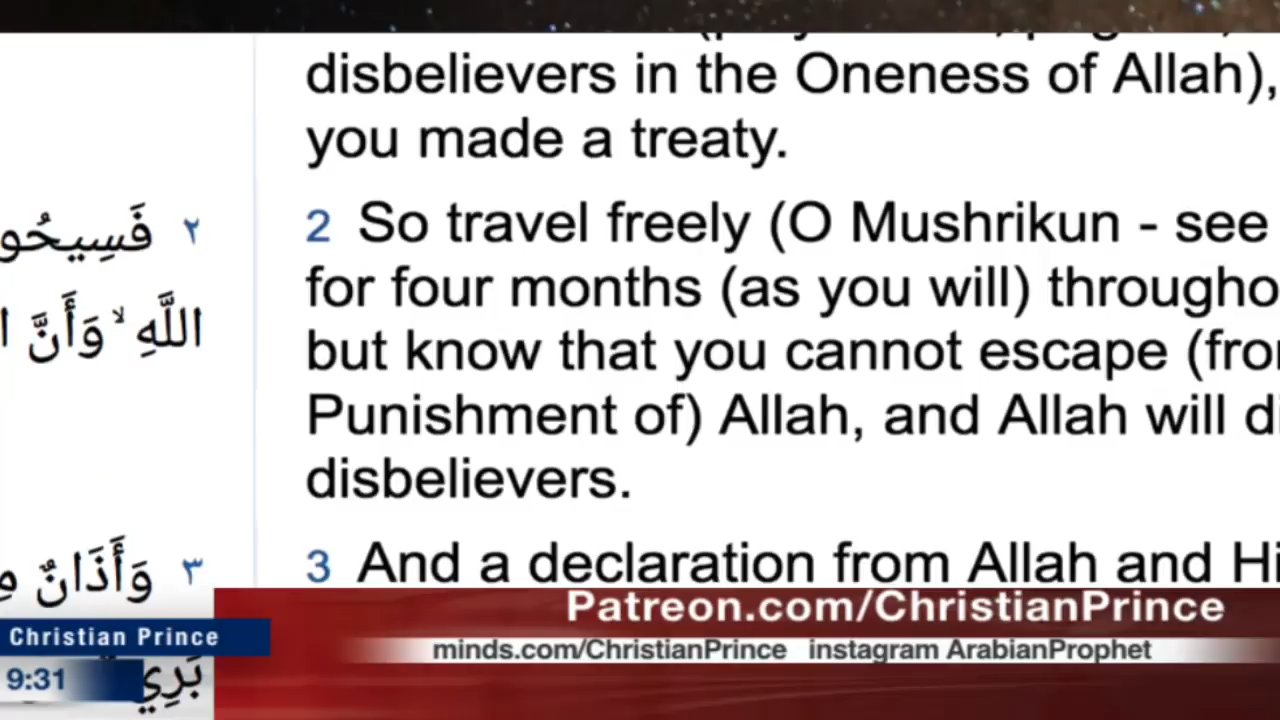 disbelievers in the Oneness of Allah),
you made a treaty.
٢ فَسِيحُو
2 So travel freely (O Mushrikun - see
for four months (as you will) througho
اللَّهِ ۙ وَأَنَّ ا
but know that you cannot escape (fro
Punishment of) Allah, and Allah will di
disbelievers.
٣ وَأَذَانٌ مِ
3 And a declaration from Allah and Hi
Patreon.com/ChristianPrince
Christian Prince
minds.com/ChristianPrince instagram ArabianProphet
9:31